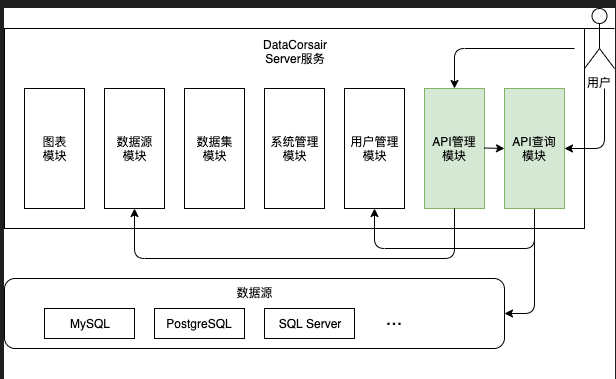 DataCorsair
Server服务
用户
图表
模块
数据源
模块
数据集
模块
系统管理
模块
用户管理
模块
API管理
模块
API查询
模块
数据源
MySQL
PostgreSQL
SQL Server
...